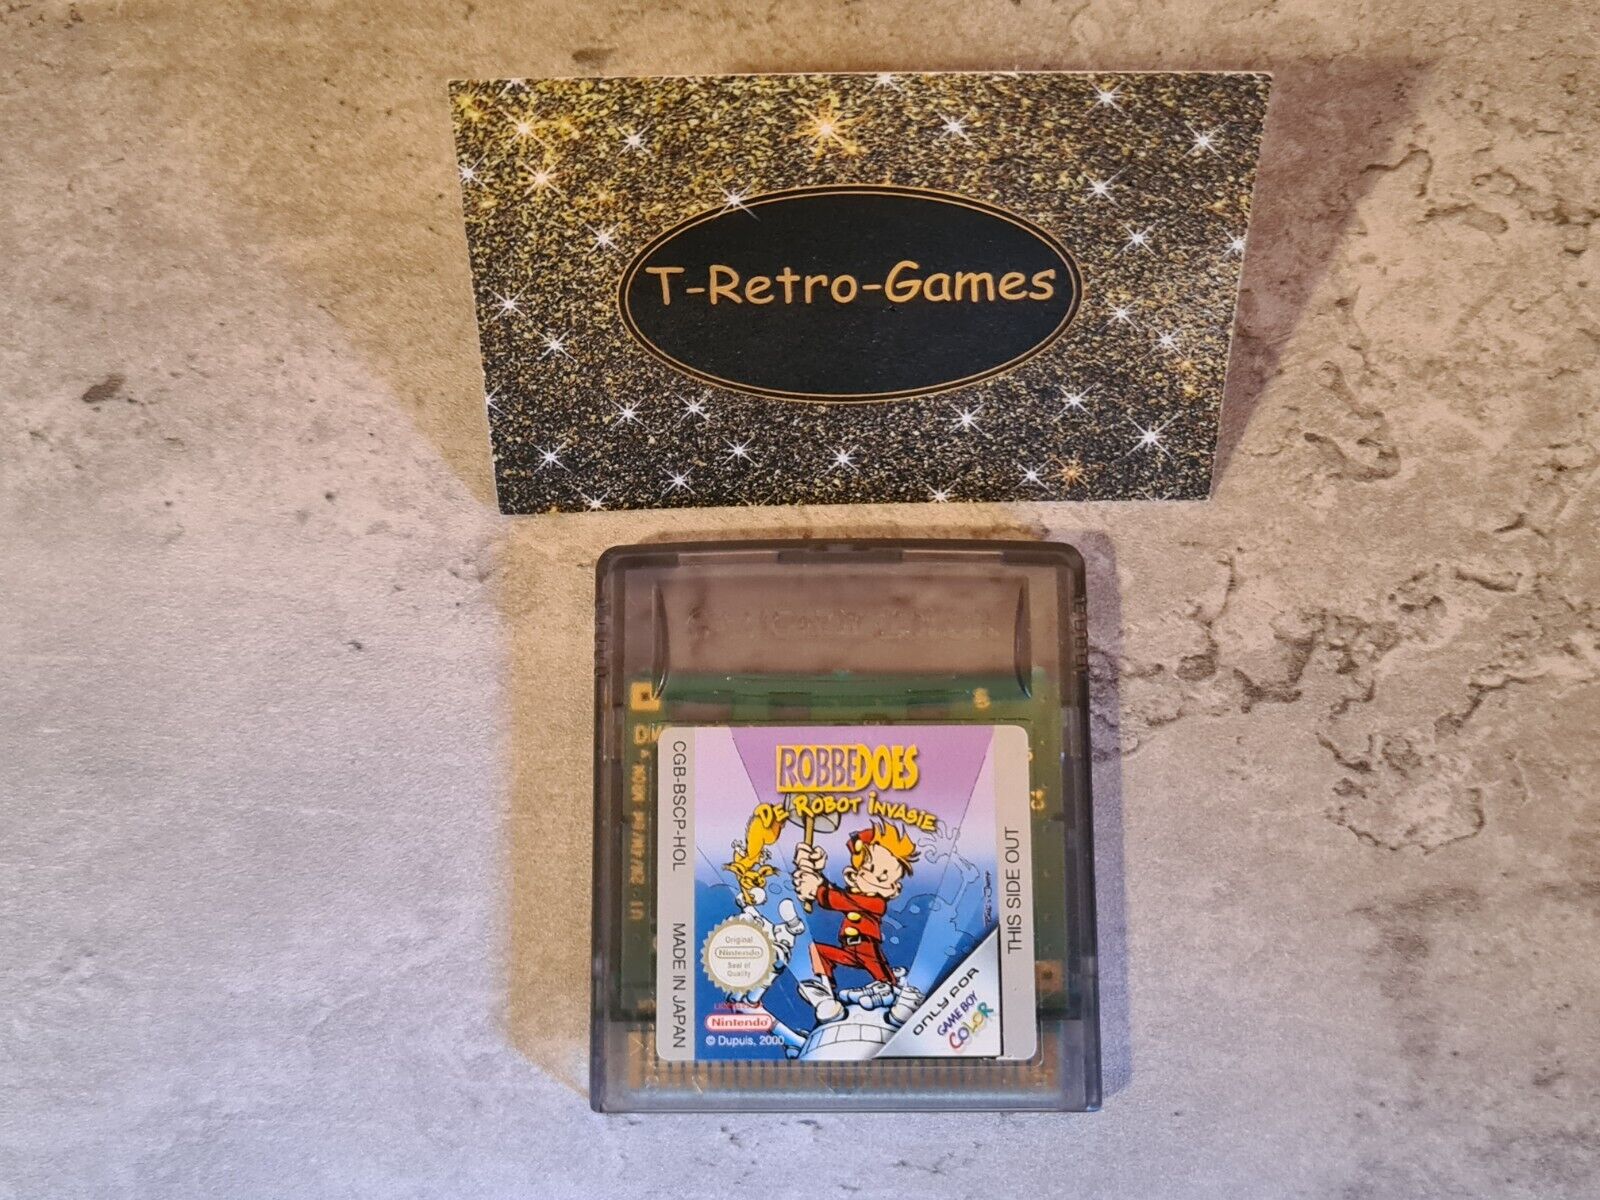 T-Retro-Games
CGB-BSCP-HOL
MADE IN JAPAN
ROBBEDOES
DE ROBOT INVASIE
Original
Nintendo
Seal of
Quality
Nintendo
© Dupuis, 2000
ONLY FOR
GAME BOY
COLOR
THIS SIDE OUT